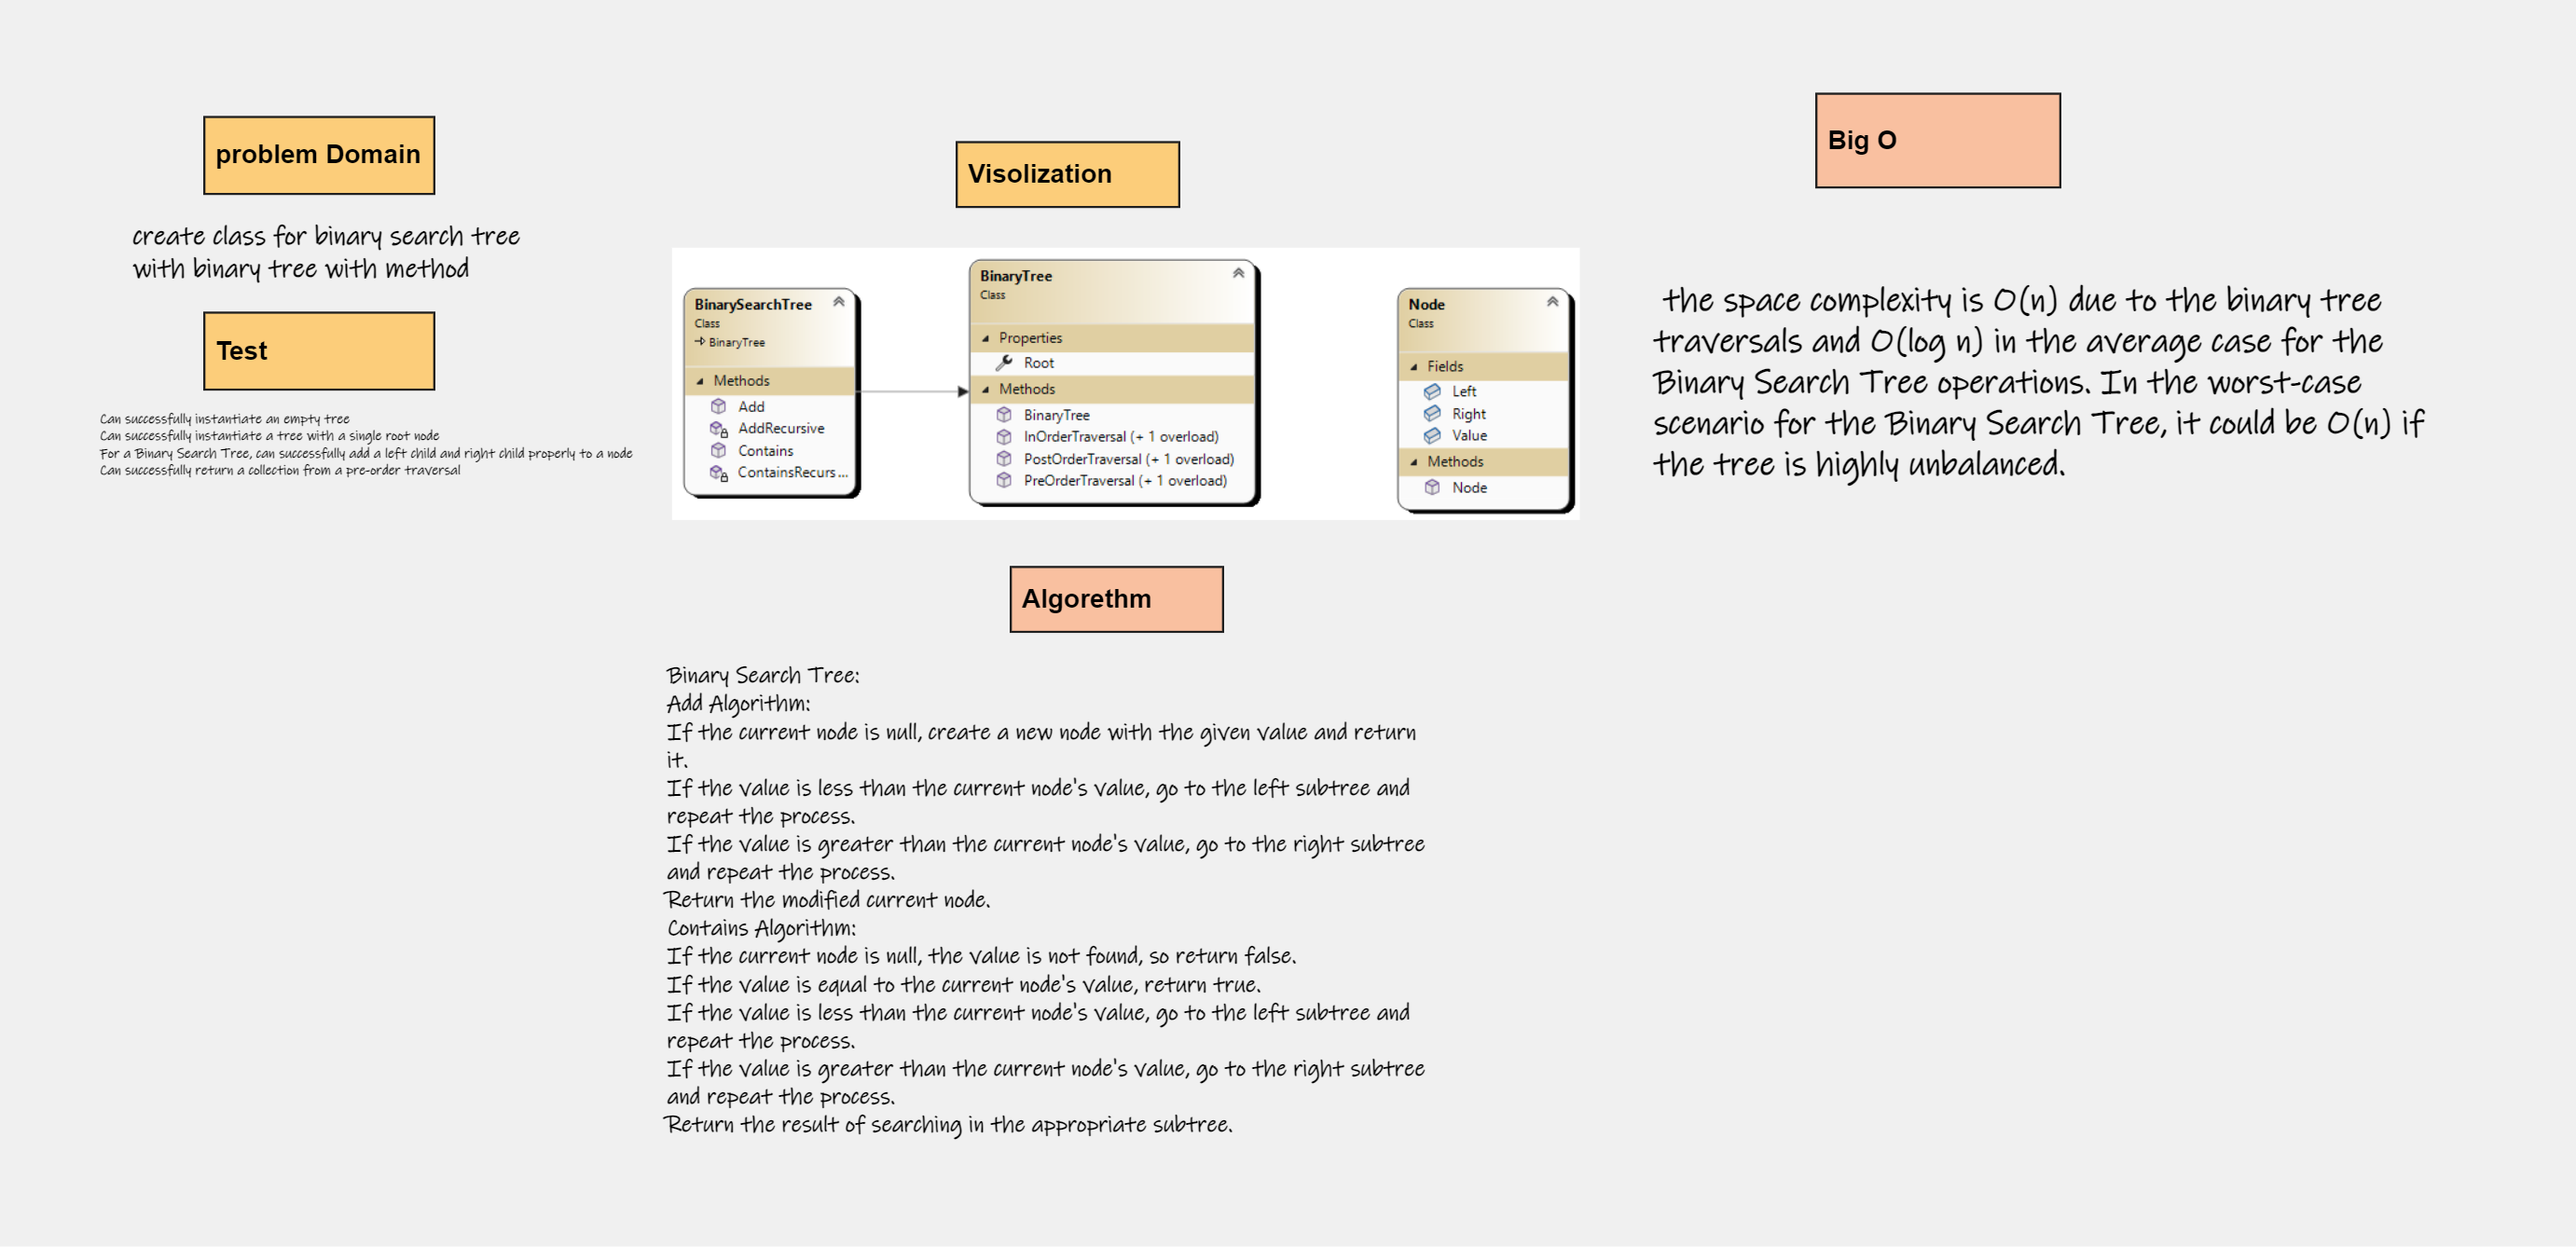 problem Domain
create class for binary search tree
with binary tree with method
Test
Can successfully instantiate an empty tree
Can successfully instantiate a tree with a single root node
For a Binary Search Tree, can successfully add a left child and right child properly to a node
Can successfully return a collection from a pre-order traversal
Visolization
BinarySearchTree
Class
BinaryTree
Methods
Add
AddRecursive
Contains
ContainsRecurs...
BinaryTree
Class
Properties
Root
Methods
BinaryTree
InOrderTraversal (+ 1 overload)
PostOrderTraversal (+ 1 overload)
PreOrderTraversal (+ 1 overload)
Node
Class
Fields
Left
Right
Value
Methods
Node
Algorethm
Binary Search Tree:
Add Algorithm:
If the current node is null, create a new node with the given value and return
it.
If the value is less than the current node's value, go to the left subtree and
repeat the process.
If the value is greater than the current node's value, go to the right subtree
and repeat the process.
Return the modified current node.
Contains Algorithm:
If the current node is null, the value is not found, so return false.
If the value is equal to the current node's value, return true.
If the value is less than the current node's value, go to the left subtree and
repeat the process.
If the value is greater than the current node's value, go to the right subtree
and repeat the process.
Return the result of searching in the appropriate subtree.
Big O
the space complexity is O(n) due to the binary tree
traversals and O(log n) in the average case for the
Binary Search Tree operations. In the worst-case
scenario for the Binary Search Tree, it could be O(n) if
the tree is highly unbalanced.